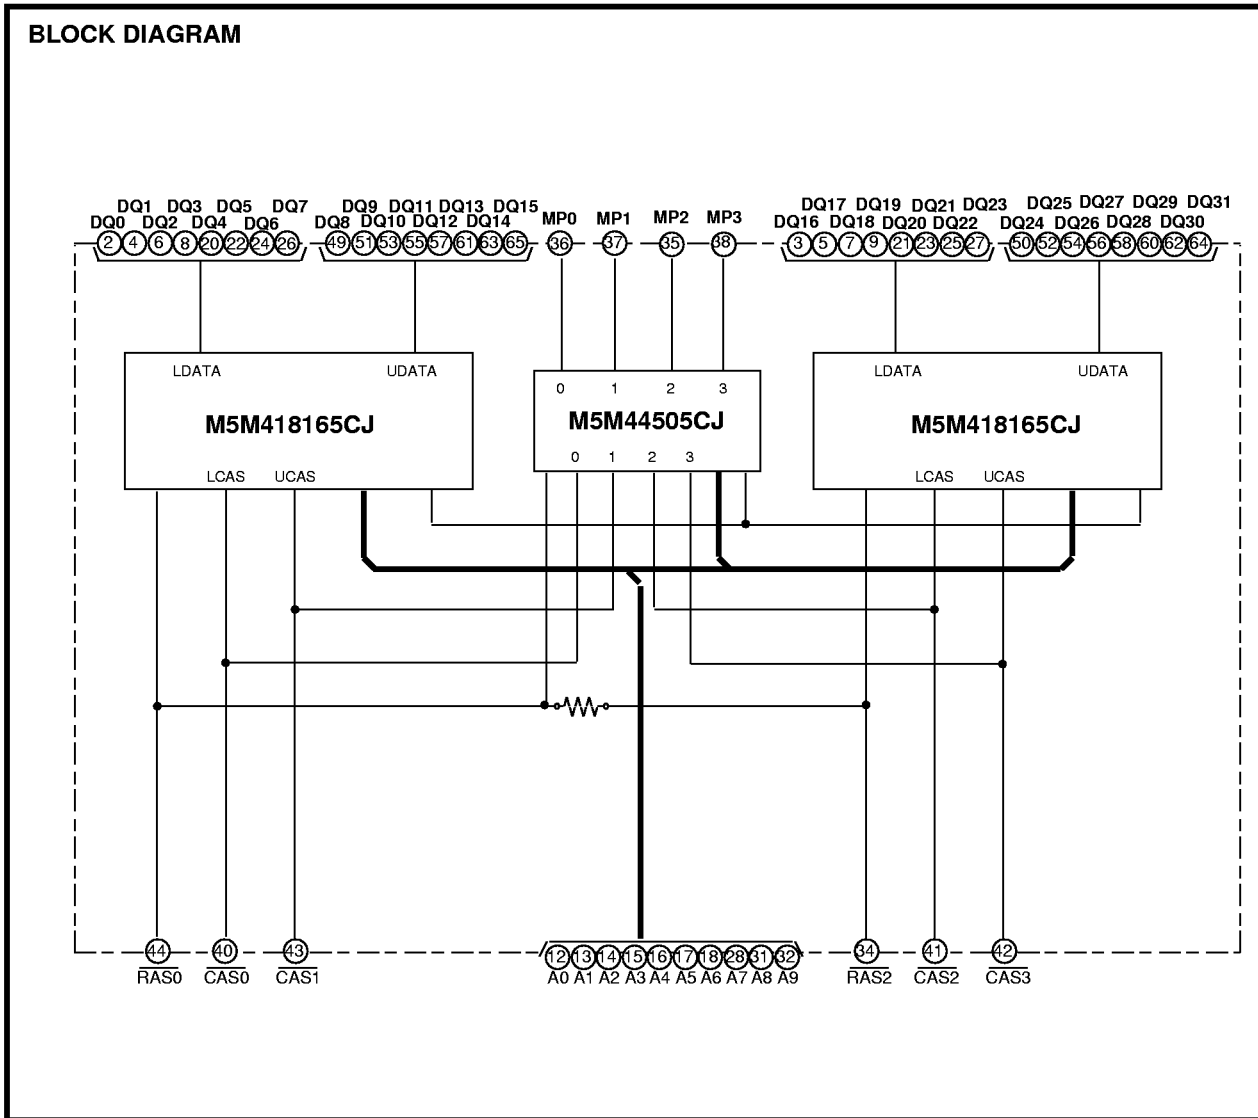 BLOCK DIAGRAM
DQ1 DQ3 DQ5 DQ7 DQ9 DQ11 DQ13 DQ15 DQ17 DQ19 DQ21 DQ23 DQ25 DQ27 DQ29 DQ31
DQ0 DQ2 DQ4 DQ6 DQ8 DQ10 DQ12 DQ14 MP0 MP1 MP2 MP3 DQ16 DQ18 DQ20 DQ22 DQ24 DQ26 DQ28 DQ30
2 4 6 8 20 22 24 26 49 51 53 55 57 61 63 65 36 37 35 38 3 5 7 9 21 23 25 27 50 52 54 56 58 60 62 64
LDATA UDATA 0 1 2 3 LDATA UDATA
M5M418165CJ M5M44505CJ M5M418165CJ
0 1 2 3
LCAS UCAS LCAS UCAS
44 40 43 12 13 14 15 16 17 18 28 31 32 34 41 42
RAS0 CAS0 CAS1 A0 A1 A2 A3 A4 A5 A6 A7 A8 A9 RAS2 CAS2 CAS3